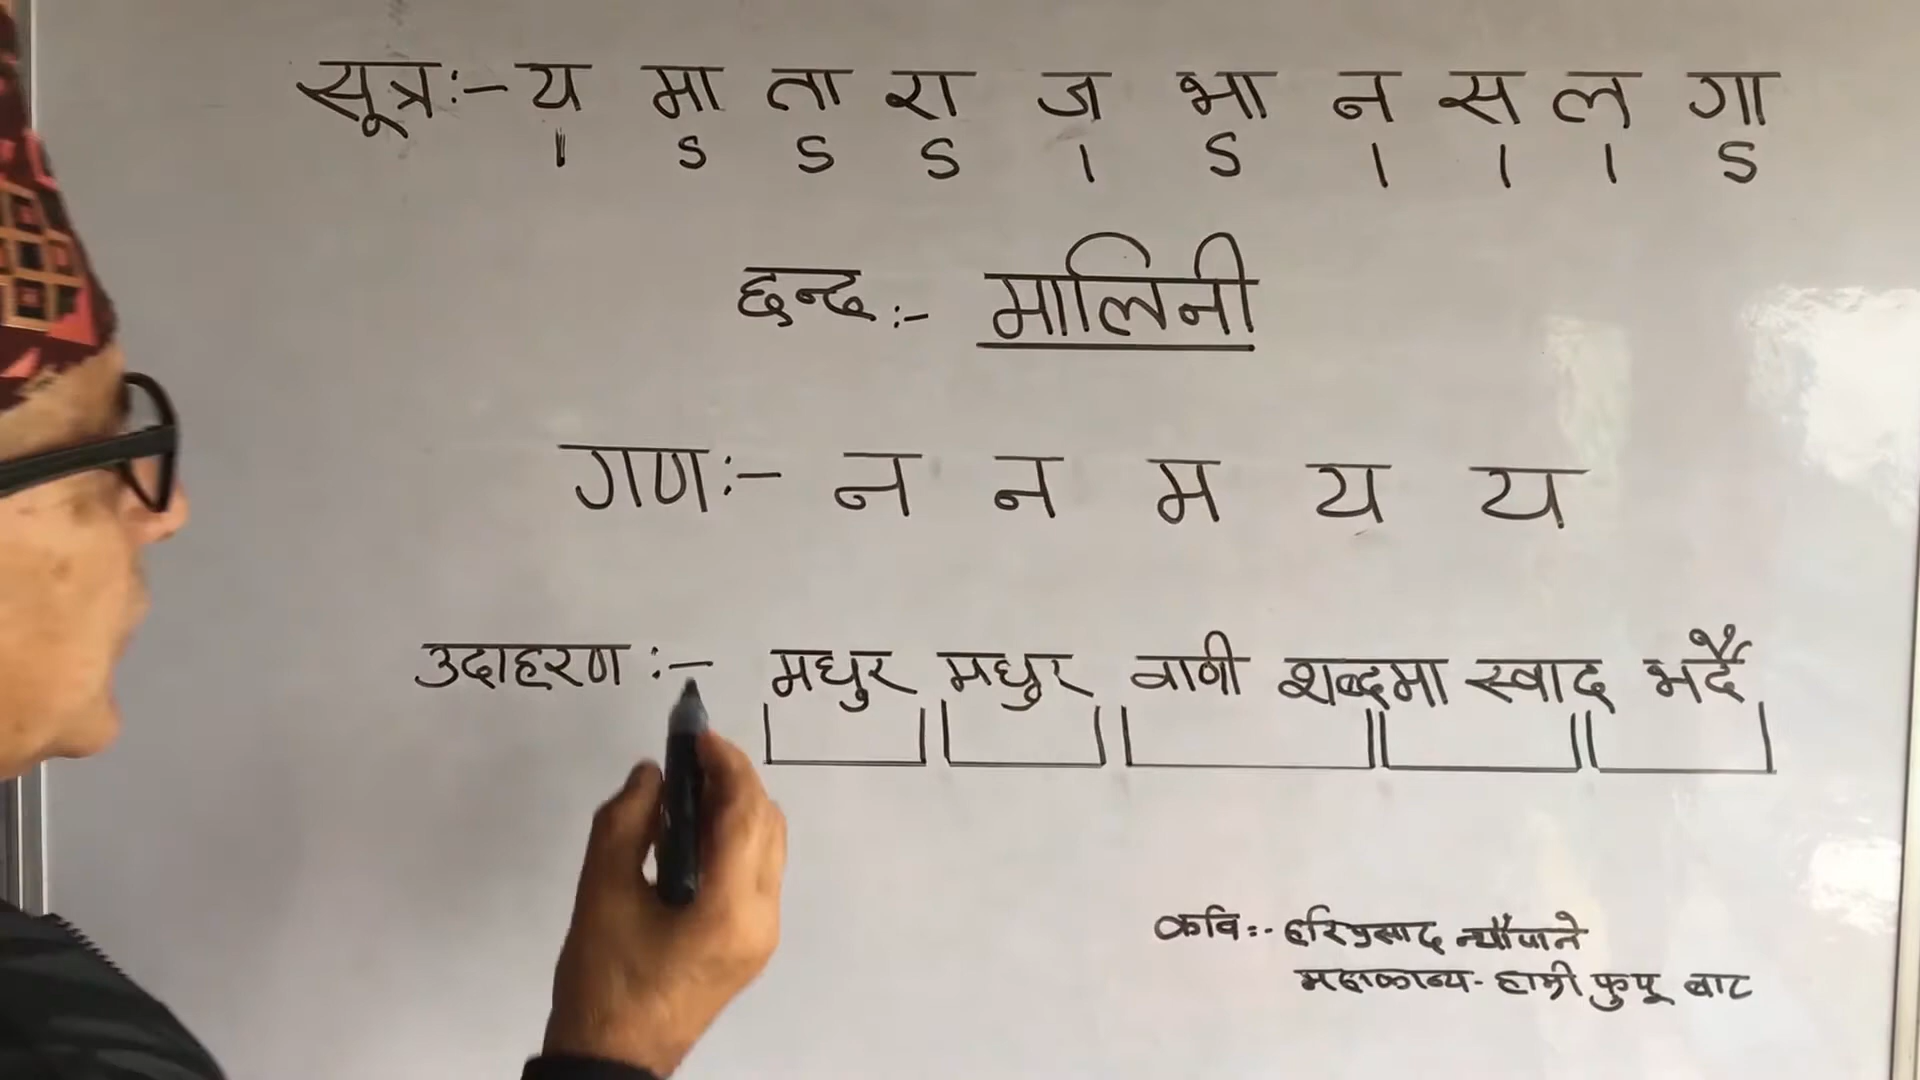 सूत्र:- य मा ता रा ज भा न स ल गा
। S S S । S । । । S
छन्द:- मालिनी
गण:- न न म य य
उदाहरण:- मधुर मधुर वाणी शब्दमा स्वाद भर्दै
कवि:- हरिप्रसाद न्यौपाने
महाकाव्य- हाम्री फुपू बाट